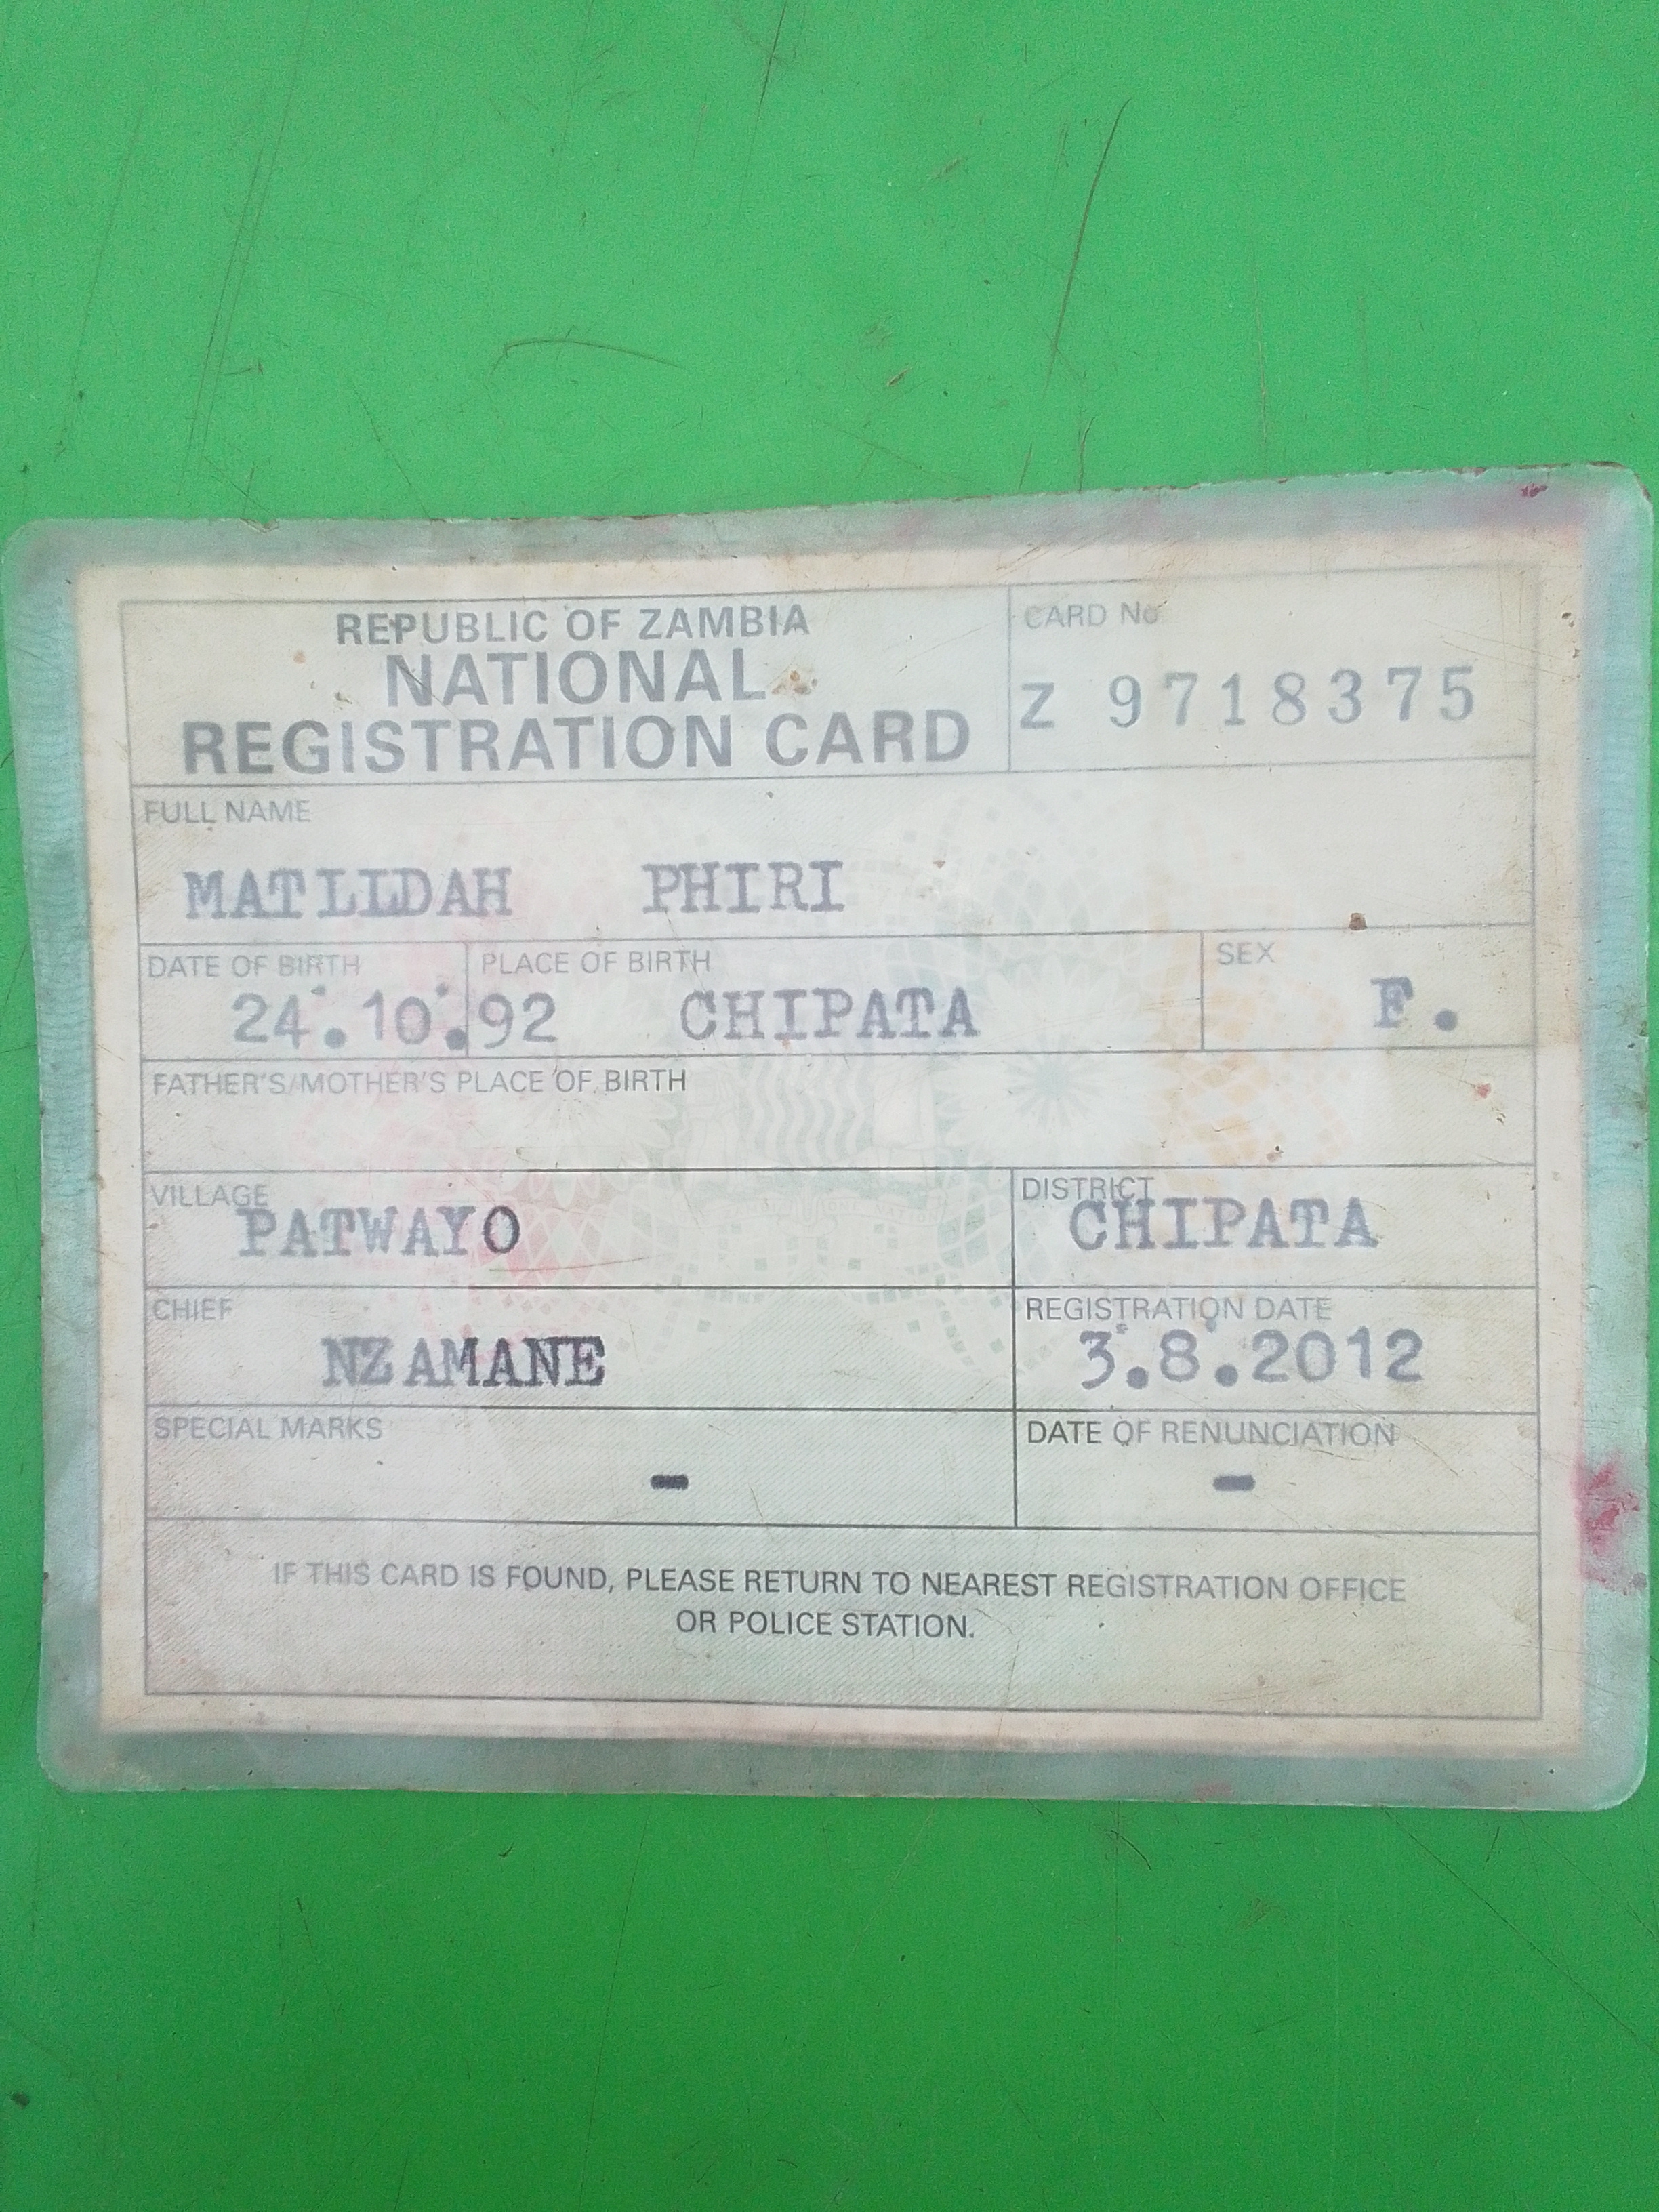 REPUBLIC OF ZAMBIA
NATIONAL
REGISTRATION CARD
CARD No
Z 9718375
FULL NAME
MATLIDAH PHIRI
DATE OF BIRTH
24.10.92
PLACE OF BIRTH
CHIPATA
SEX
F.
FATHER'S/MOTHER'S PLACE OF BIRTH
VILLAGE
PATWAYO
DISTRICT
CHIPATA
CHIEF
NZAMANE
REGISTRATION DATE
3.8.2012
SPECIAL MARKS
-
DATE OF RENUNCIATION
-
IF THIS CARD IS FOUND, PLEASE RETURN TO NEAREST REGISTRATION OFFICE
OR POLICE STATION.